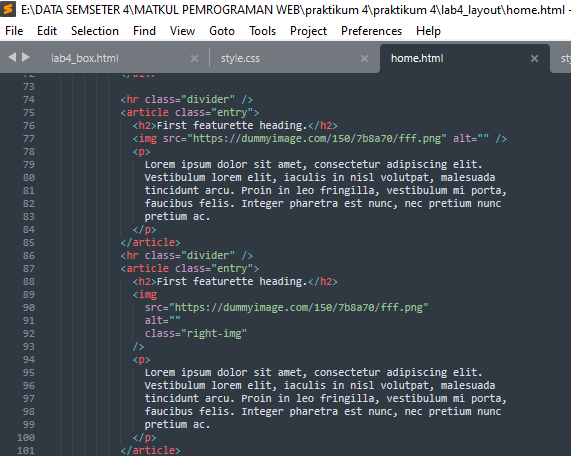 E:\DATA SEMSETER 4\MATKUL PEMROGRAMAN WEB\praktikum 4\praktikum 4\lab4_layout\home.html -
File Edit Selection Find View Goto Tools Project Preferences Help
lab4_box.html × style.css × home.html × sty
72 </div>
73
74 <hr class="divider" />
75 <article class="entry">
76 <h2>First featurette heading.</h2>
77 <img src="https://dummyimage.com/150/7b8a70/fff.png" alt="" />
78 <p>
79 Lorem ipsum dolor sit amet, consectetur adipiscing elit.
80 Vestibulum lorem elit, iaculis in nisl volutpat, malesuada
81 tincidunt arcu. Proin in leo fringilla, vestibulum mi porta,
82 faucibus felis. Integer pharetra est nunc, nec pretium nunc
83 pretium ac.
84 </p>
85 </article>
86 <hr class="divider" />
87 <article class="entry">
88 <h2>First featurette heading.</h2>
89 <img
90 src="https://dummyimage.com/150/7b8a70/fff.png"
91 alt=""
92 class="right-img"
93 />
94 <p>
95 Lorem ipsum dolor sit amet, consectetur adipiscing elit.
96 Vestibulum lorem elit, iaculis in nisl volutpat, malesuada
97 tincidunt arcu. Proin in leo fringilla, vestibulum mi porta,
98 faucibus felis. Integer pharetra est nunc, nec pretium nunc
99 pretium ac.
100 </p>
101 </article>